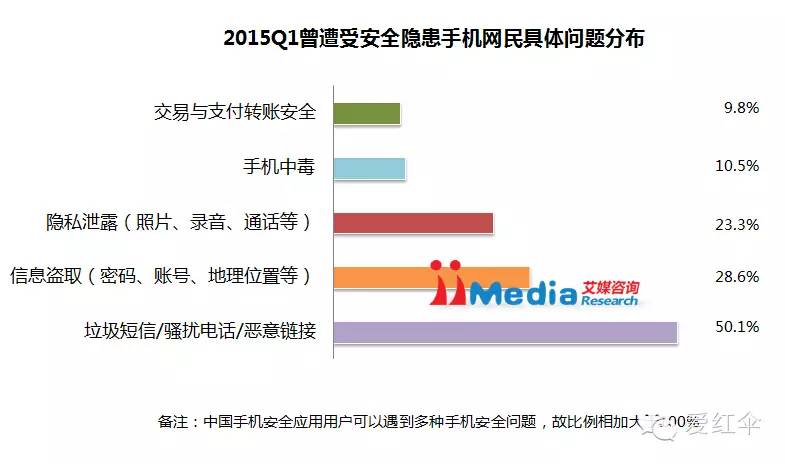 2015Q1曾遭受安全隐患手机网民具体问题分布
交易与支付转账安全 9.8%
手机中毒 10.5%
隐私泄露(照片、录音、通话等) 23.3%
信息盗取(密码、账号、地理位置等) 28.6%
iiMedia 艾媒咨询
Research
垃圾短信/骚扰电话/恶意链接 50.1%
备注:中国手机安全应用用户可以遇到多种手机安全问题,故比例相加大 00%
爱红伞